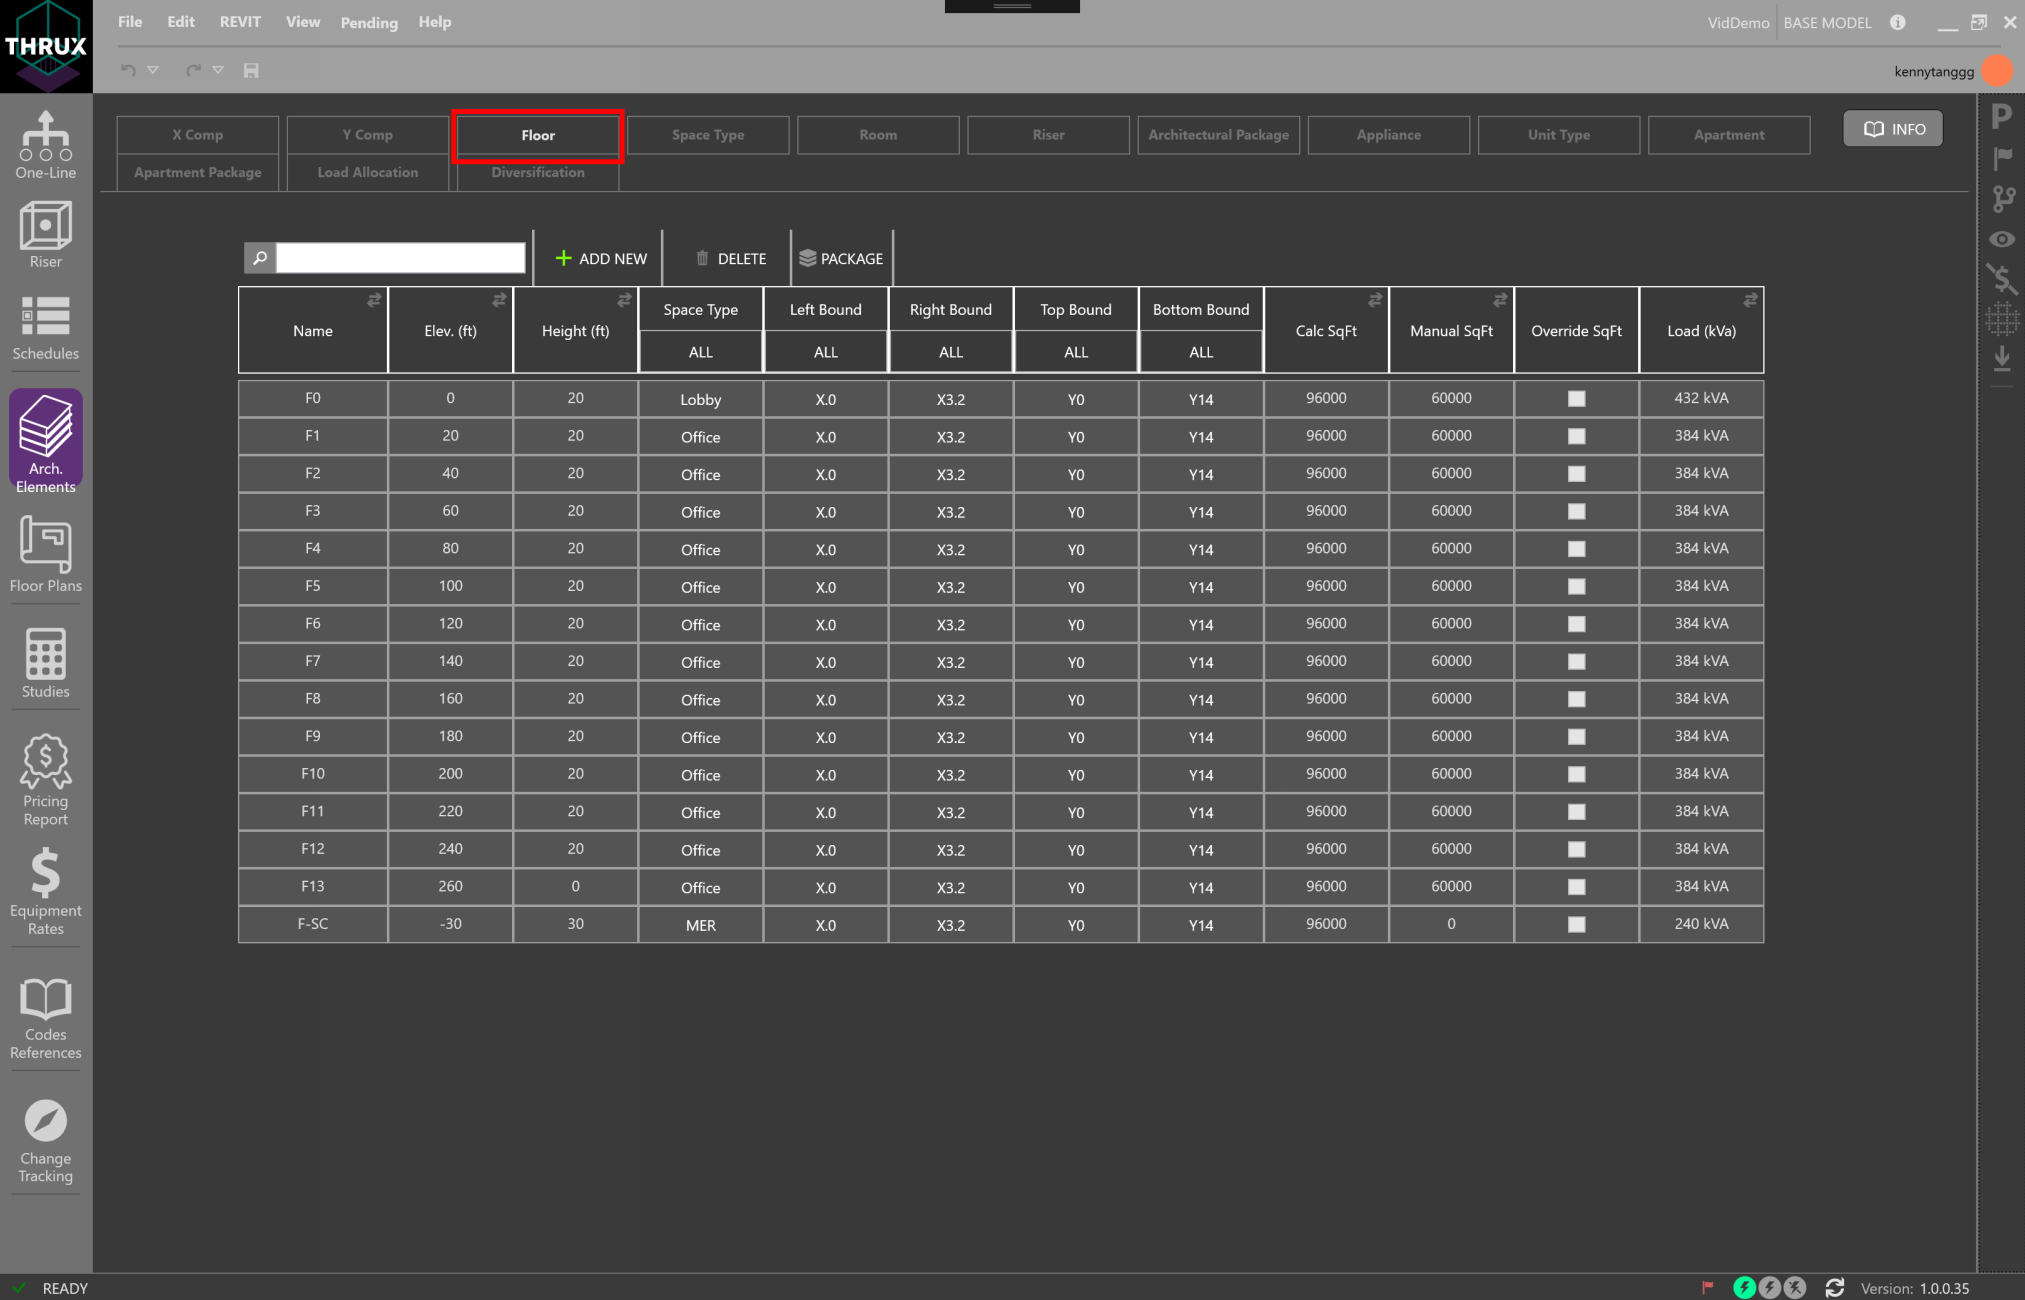 THRUX
File Edit REVIT View Pending Help
VidDemo BASE MODEL
kennytanggg
X Comp Y Comp Floor Space Type Room Riser Architectural Package Appliance Unit Type Apartment
INFO
Apartment Package Load Allocation Diversification
One-Line
Riser
Schedules
Arch.
Elements
Floor Plans
Studies
Pricing
Report
Equipment
Rates
Codes
References
Change
Tracking
ADD NEW DELETE PACKAGE
Name Elev. (ft) Height (ft) Space Type Left Bound Right Bound Top Bound Bottom Bound Calc SqFt Manual SqFt Override SqFt Load (kVa)
ALL ALL ALL ALL ALL
F0 0 20 Lobby X.0 X3.2 Y0 Y14 96000 60000 432 kVA
F1 20 20 Office X.0 X3.2 Y0 Y14 96000 60000 384 kVA
F2 40 20 Office X.0 X3.2 Y0 Y14 96000 60000 384 kVA
F3 60 20 Office X.0 X3.2 Y0 Y14 96000 60000 384 kVA
F4 80 20 Office X.0 X3.2 Y0 Y14 96000 60000 384 kVA
F5 100 20 Office X.0 X3.2 Y0 Y14 96000 60000 384 kVA
F6 120 20 Office X.0 X3.2 Y0 Y14 96000 60000 384 kVA
F7 140 20 Office X.0 X3.2 Y0 Y14 96000 60000 384 kVA
F8 160 20 Office X.0 X3.2 Y0 Y14 96000 60000 384 kVA
F9 180 20 Office X.0 X3.2 Y0 Y14 96000 60000 384 kVA
F10 200 20 Office X.0 X3.2 Y0 Y14 96000 60000 384 kVA
F11 220 20 Office X.0 X3.2 Y0 Y14 96000 60000 384 kVA
F12 240 20 Office X.0 X3.2 Y0 Y14 96000 60000 384 kVA
F13 260 0 Office X.0 X3.2 Y0 Y14 96000 60000 384 kVA
F-SC -30 30 MER X.0 X3.2 Y0 Y14 96000 0 240 kVA
P
READY
Version: 1.0.0.35